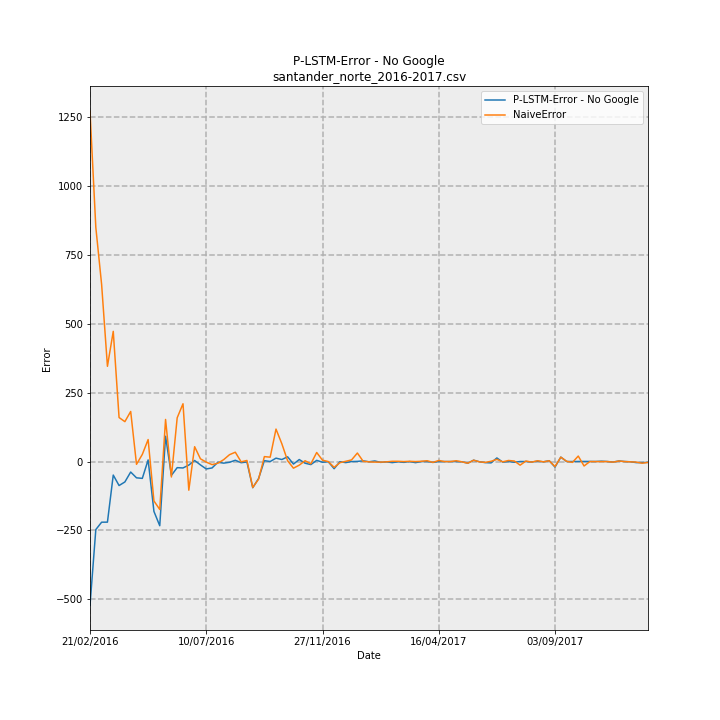 P-LSTM-Error - No Google
santander_norte_2016-2017.csv
P-LSTM-Error - No Google
NaiveError
1250
1000
750
500
250
0
−250
−500
Error
21/02/2016
10/07/2016
27/11/2016
16/04/2017
03/09/2017
Date